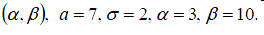 (α, β), a = 7, σ = 2, α = 3, β = 10.